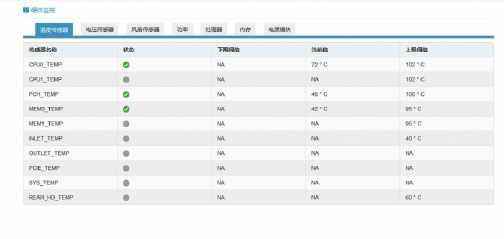 硬件监控
温度传感器 电压传感器 风扇传感器 功率 处理器 内存 电源模块
传感器名称 状态 下限阈值 当前值 上限阈值
CPU0_TEMP NA 72 ° C 102 ° C
CPU1_TEMP NA NA 102 ° C
PCH_TEMP NA 46 ° C 100 ° C
MEM0_TEMP NA 42 ° C 95 ° C
MEM1_TEMP NA NA 95 ° C
INLET_TEMP NA NA 40 ° C
OUTLET_TEMP NA NA NA
PCIE_TEMP NA NA NA
SYS_TEMP NA NA NA
REAR_HD_TEMP NA NA 60 ° C